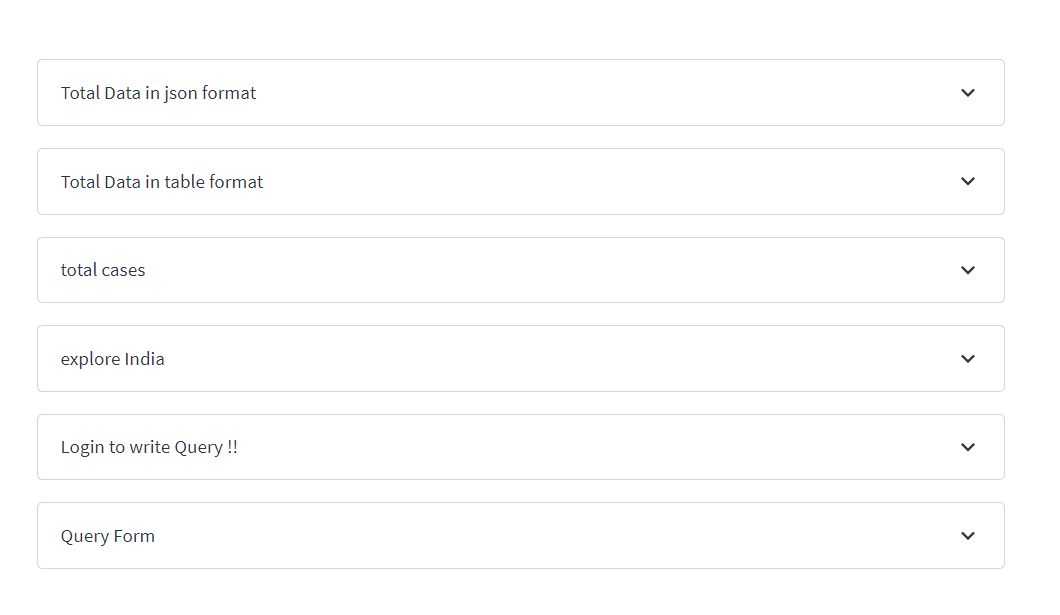 Total Data in json format
Total Data in table format
total cases
explore India
Login to write Query !!
Query Form